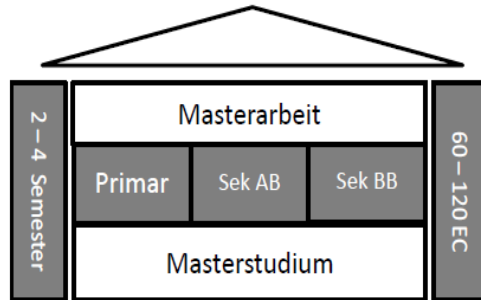 Masterarbeit
2 – 4 Semester
Primar
Sek AB
Sek BB
60 – 120 EC
Masterstudium